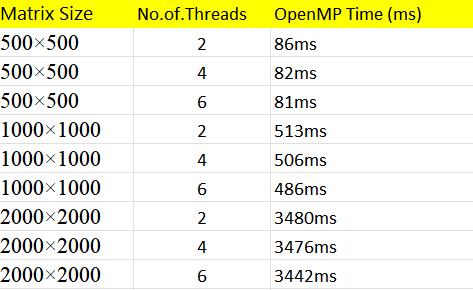 Matrix Size No.of.Threads OpenMP Time (ms)
500×500 2 86ms
500×500 4 82ms
500×500 6 81ms
1000×1000 2 513ms
1000×1000 4 506ms
1000×1000 6 486ms
2000×2000 2 3480ms
2000×2000 4 3476ms
2000×2000 6 3442ms